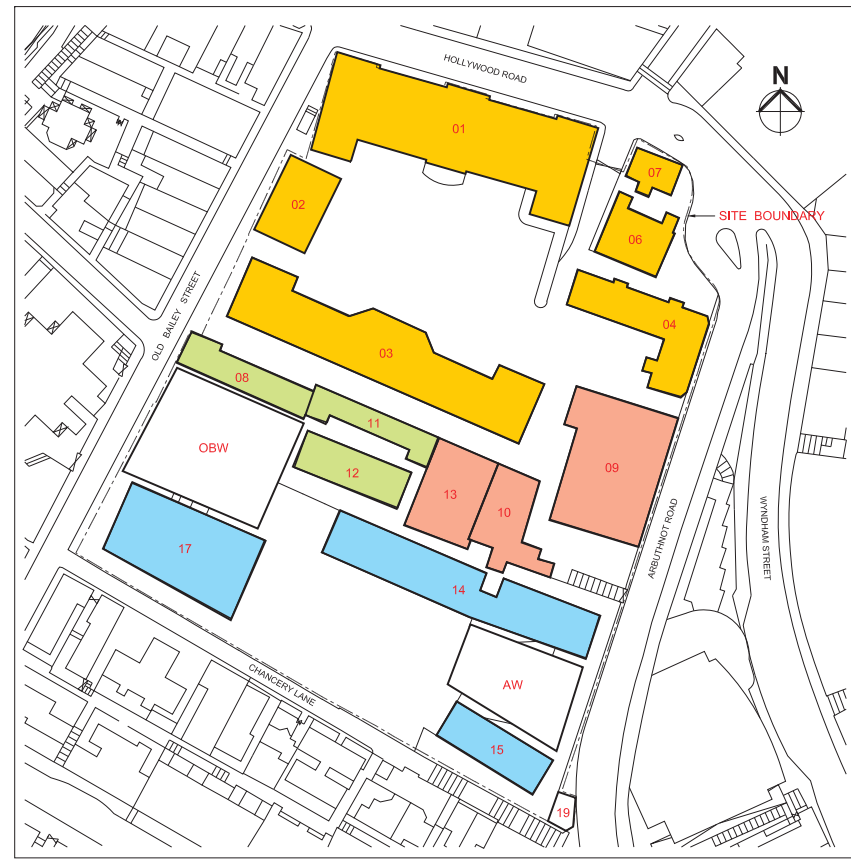 HOLLYWOOD ROAD
N
01
07
02
SITE BOUNDARY
06
OLD BAILEY STREET
04
03
08
11
OBW
12
09
13
10
ARBUTHNOT ROAD
WYNDHAM STREET
17
14
CHANCERY LANE
AW
15
19